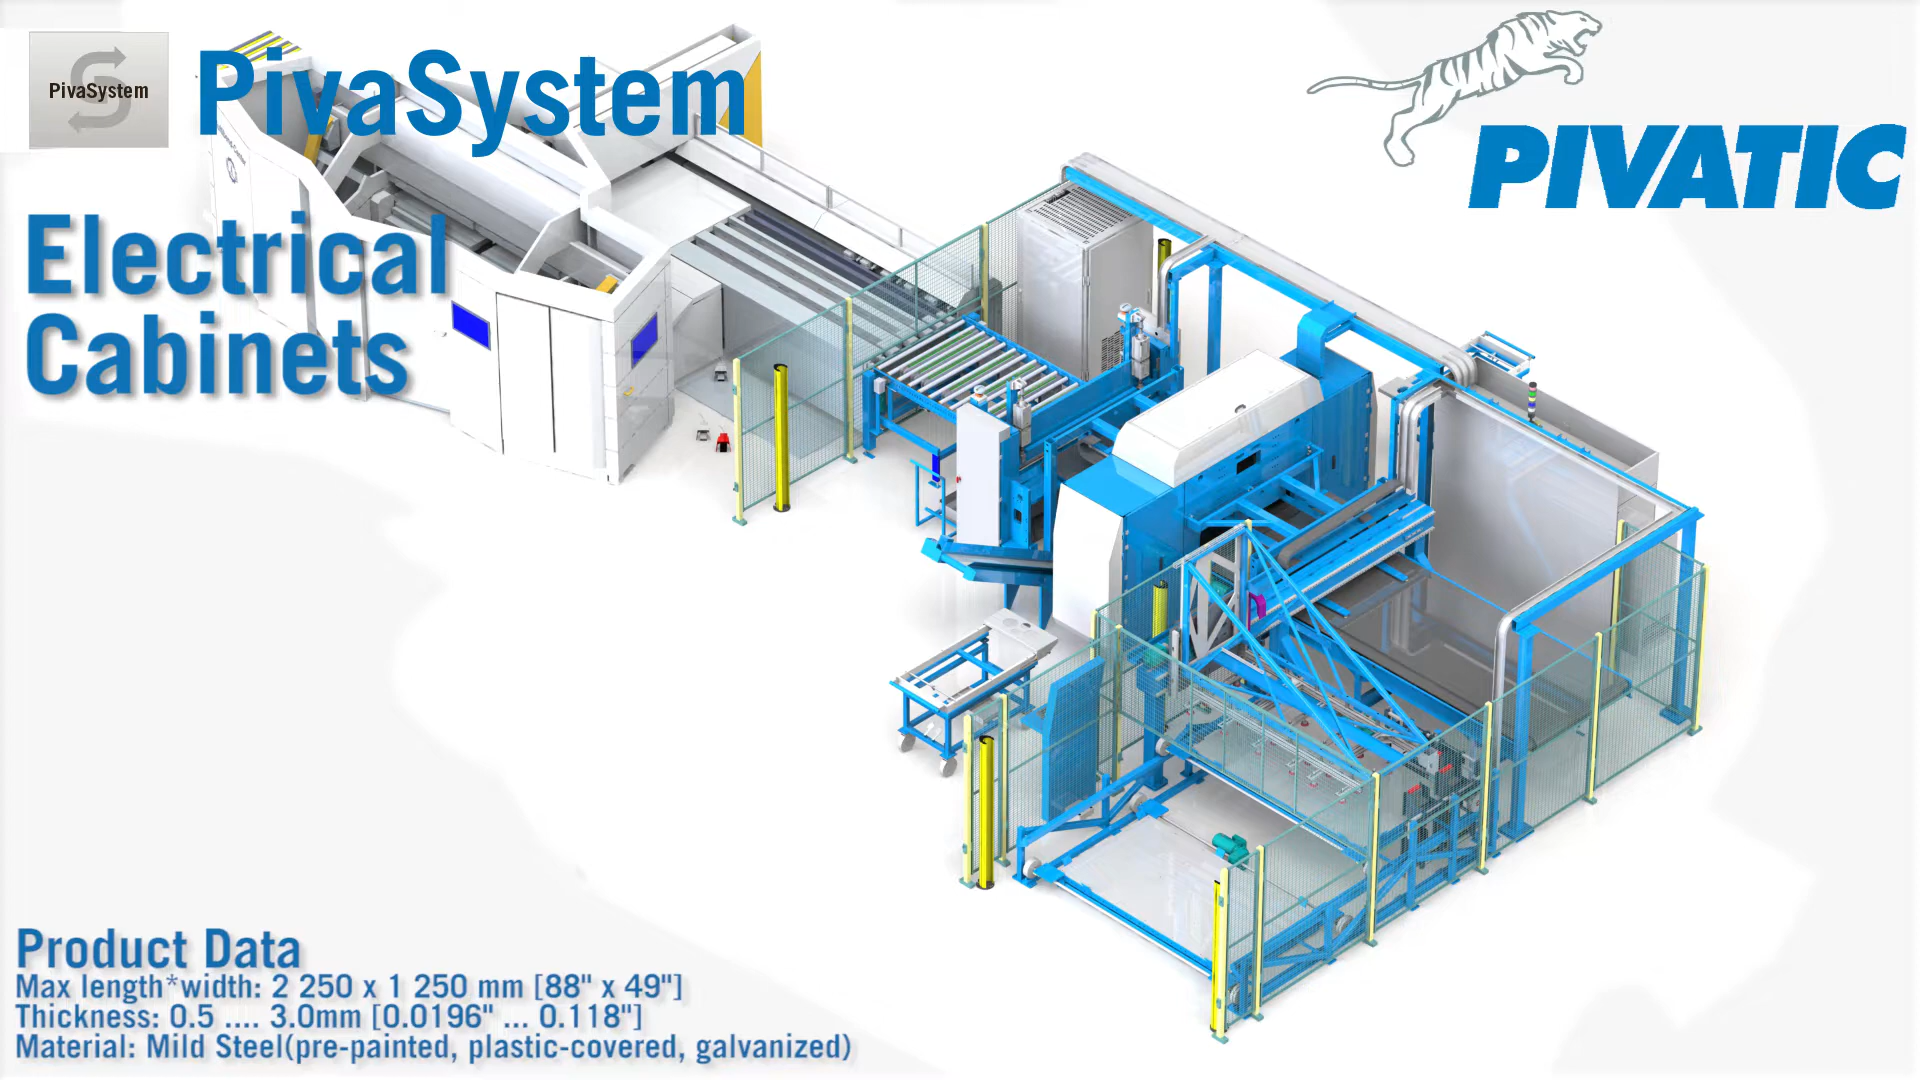 PivaSystem
PivaSystem
PIVATIC
Electrical
Cabinets
Product Data
Max length*width: 2 250 x 1 250 mm [88" x 49"]
Thickness: 0.5 .... 3.0mm [0.0196" ... 0.118"]
Material: Mild Steel(pre-painted, plastic-covered, galvanized)